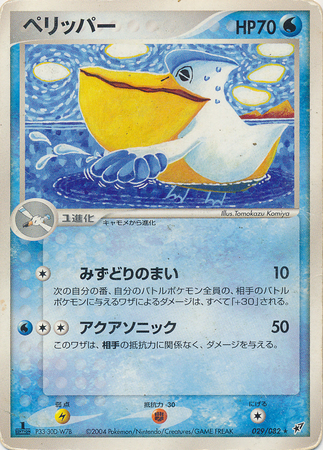 ペリッパー HP70
Illus.Tomokazu Komiya
1進化 キャモメから進化
みずどりのまい 10
次の自分の番、自分のバトルポケモン全員の、相手のバトル
ポケモンに与えるワザによるダメージは、すべて「+30」される。
アクアソニック 50
このワザは、相手の抵抗力に関係なく、ダメージを与える。
弱点 抵抗力 -30 にげる
1 733-30D-W7B ©2004 Pokémon/Nintendo/Creatures/GAME FREAK 029/082